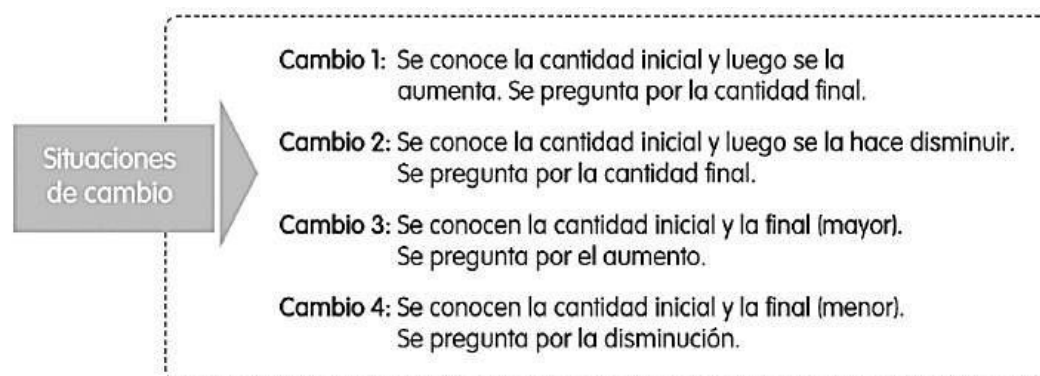 Situaciones
de cambio
Cambio 1: Se conoce la cantidad inicial y luego se la
aumenta. Se pregunta por la cantidad final.
Cambio 2: Se conoce la cantidad inicial y luego se la hace disminuir.
Se pregunta por la cantidad final.
Cambio 3: Se conocen la cantidad inicial y la final (mayor).
Se pregunta por el aumento.
Cambio 4: Se conocen la cantidad inicial y la final (menor).
Se pregunta por la disminución.